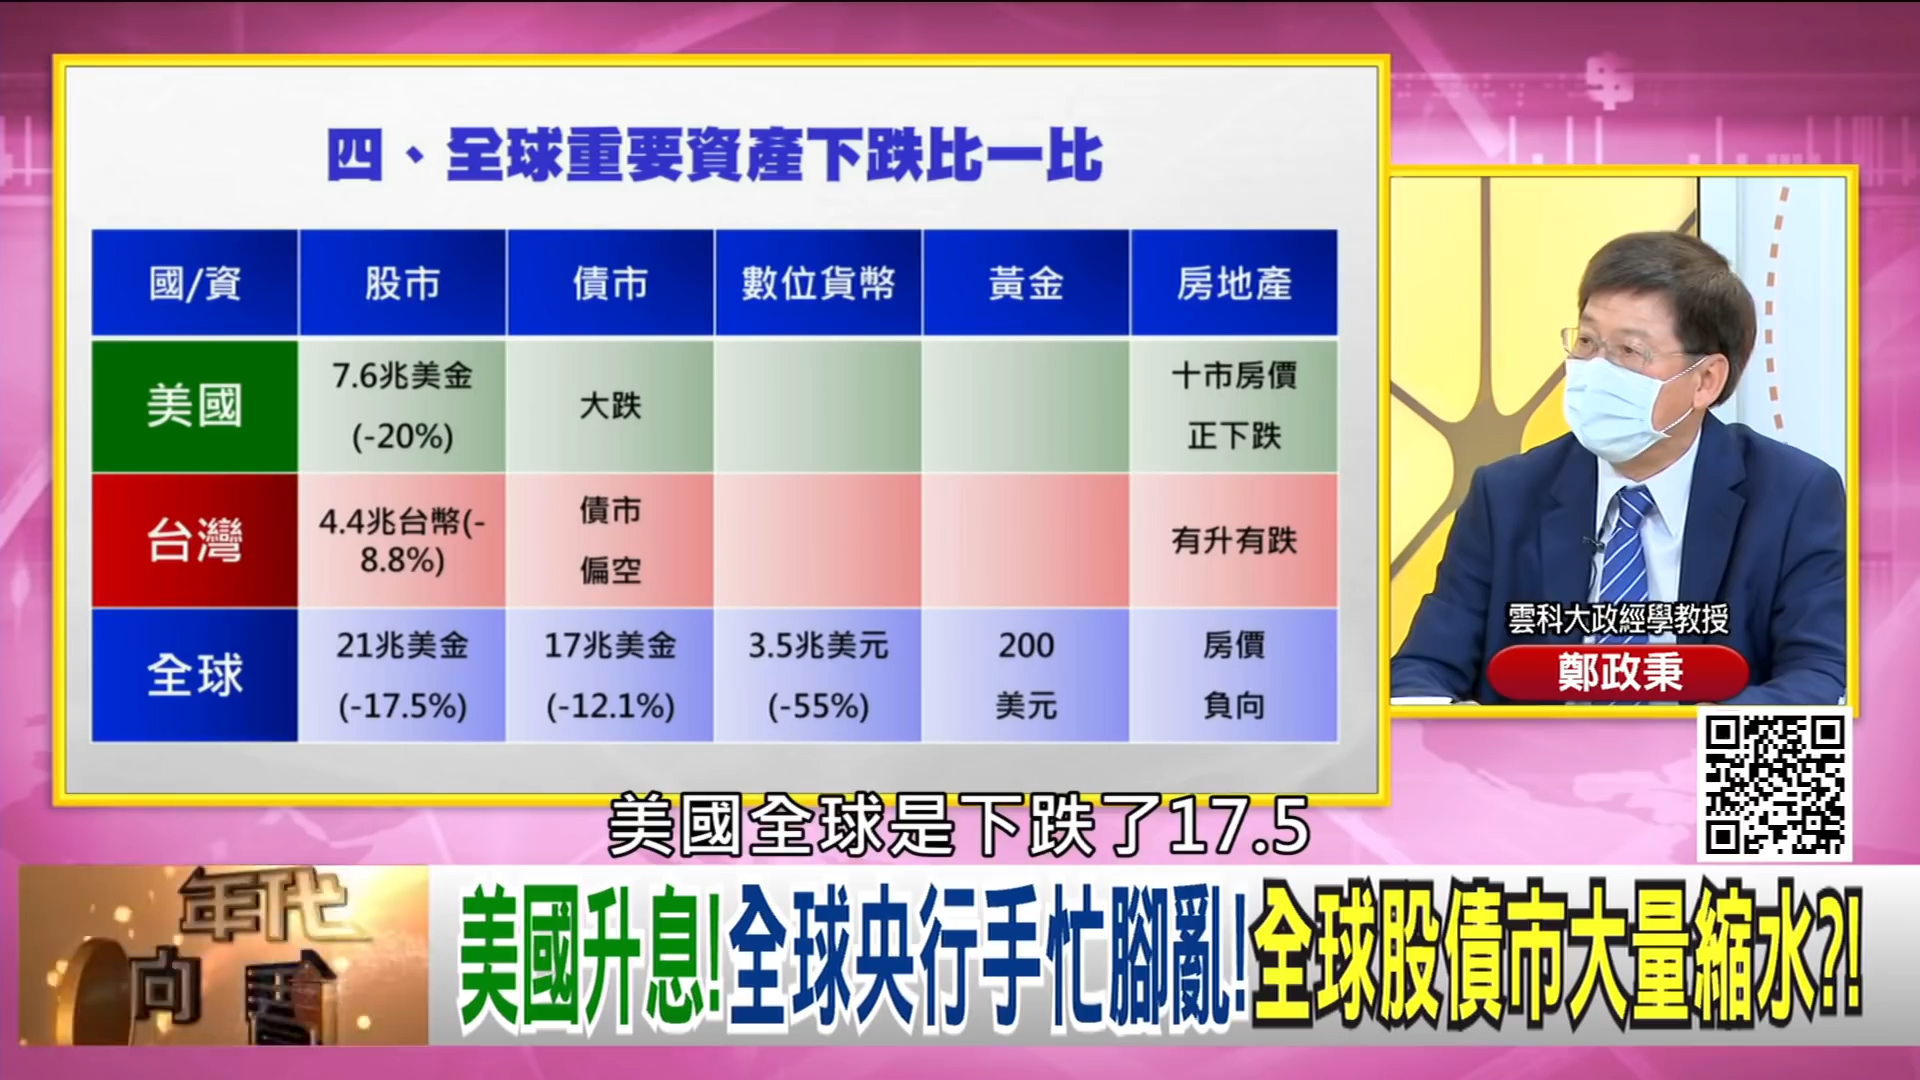 四、全球重要資產下跌比一比
國/資 股市 債市 數位貨幣 黃金 房地產
美國
7.6兆美金
(-20%)
大跌
十市房價
正下跌
台灣
4.4兆台幣(-
8.8%)
債市
偏空
有升有跌
全球
21兆美金
(-17.5%)
17兆美金
(-12.1%)
3.5兆美元
(-55%)
200
美元
房價
負向
雲科大政經學教授
鄭政秉
美國全球是下跌了17.5
年代
向錢
美國升息!全球央行手忙腳亂!全球股債市大量縮水?!